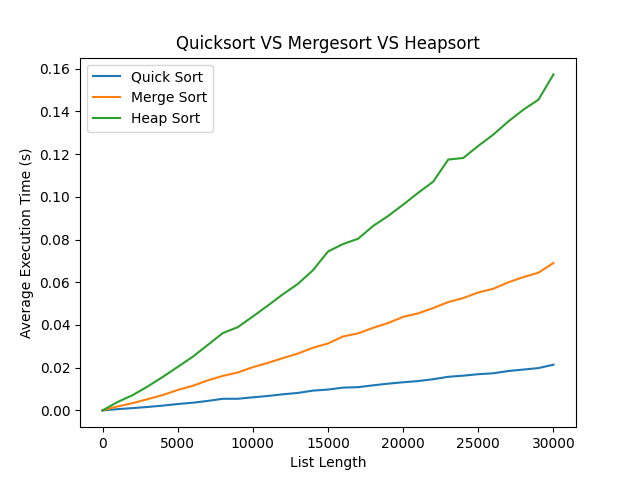 Quicksort VS Mergesort VS Heapsort
Quick Sort
Merge Sort
Heap Sort
0.16
0.14
0.12
0.10
0.08
0.06
0.04
0.02
0.00
Average Execution Time (s)
0
5000
10000
15000
20000
25000
30000
List Length